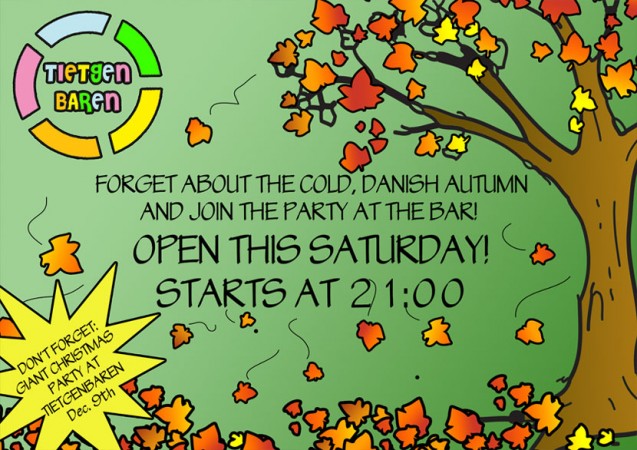 TIETGEN
BAREN
FORGET ABOUT THE COLD, DANISH AUTUMN
AND JOIN THE PARTY AT THE BAR!
OPEN THIS SATURDAY!
STARTS AT 21:00
DON'T FORGET:
GIANT CHRISTMAS
PARTY AT
TIETGENBAREN
Dec. 9th